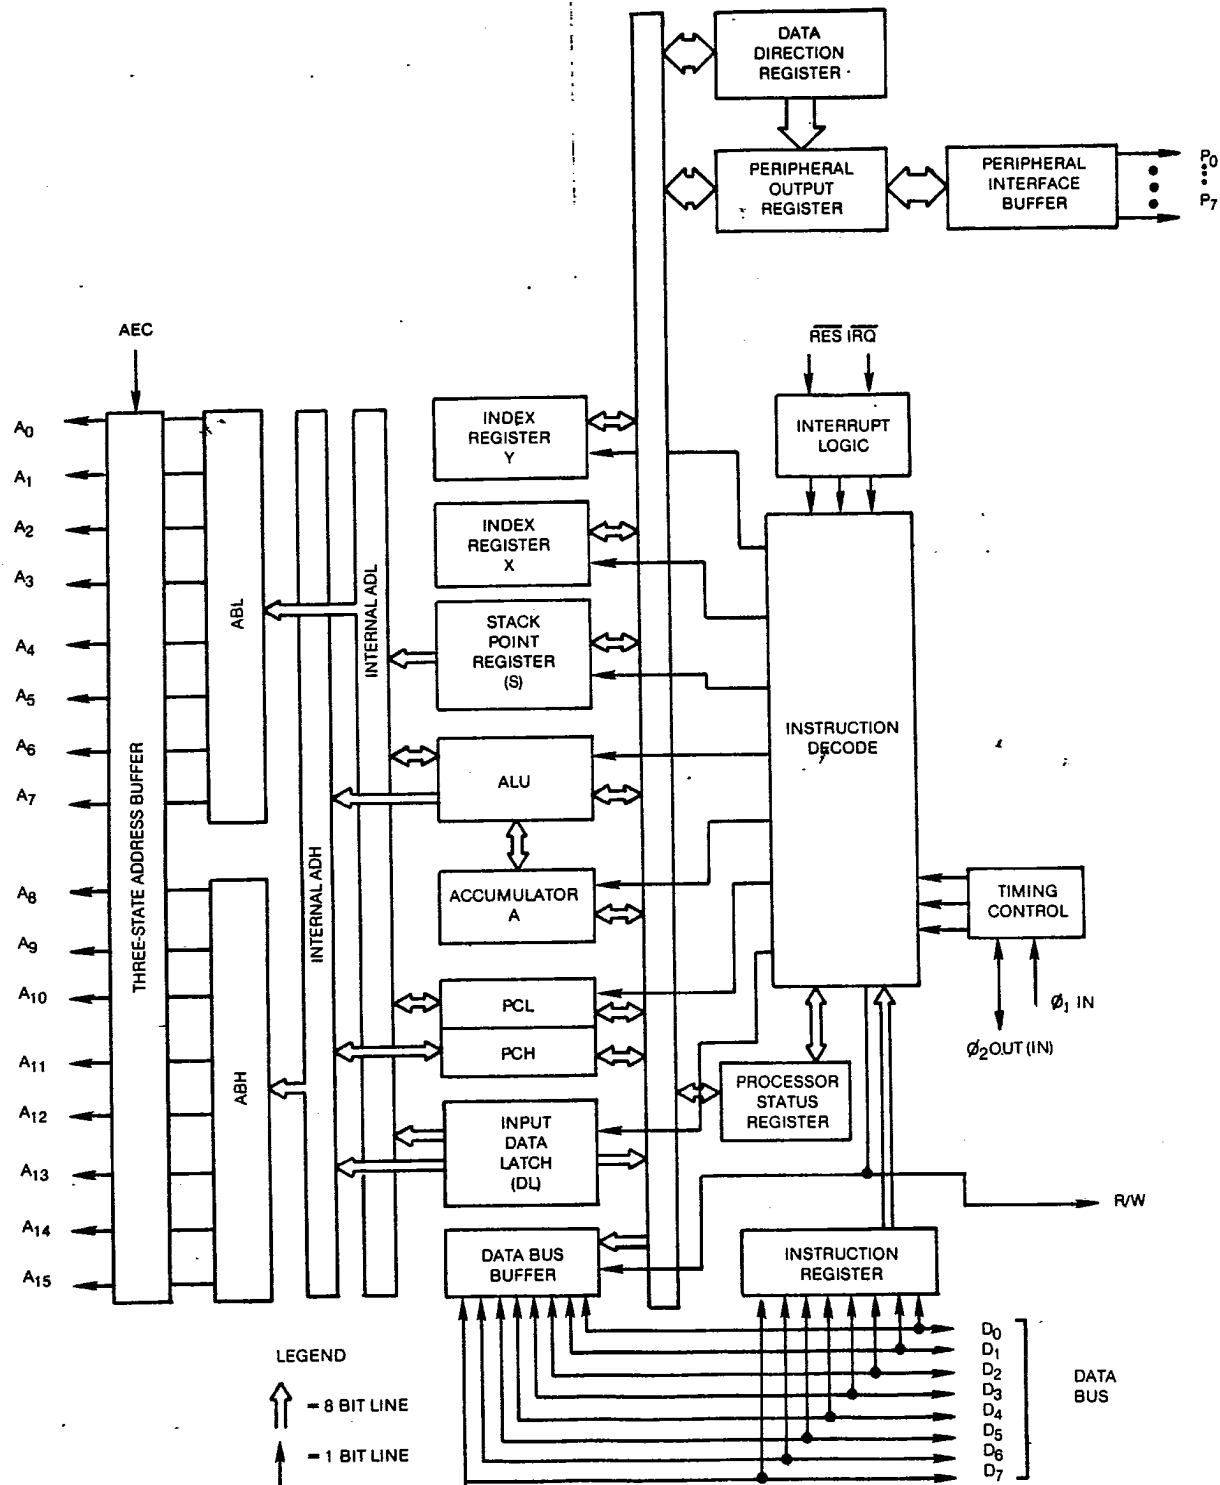 DATA
DIRECTION
REGISTER
PERIPHERAL
OUTPUT
REGISTER
PERIPHERAL
INTERFACE
BUFFER
P0
P7
AEC
RES IRQ
INTERRUPT
LOGIC
INDEX
REGISTER
Y
INDEX
REGISTER
X
STACK
POINT
REGISTER
(S)
ALU
ACCUMULATOR
A
PCL
PCH
INPUT
DATA
LATCH
(DL)
DATA BUS
BUFFER
INSTRUCTION
DECODE
TIMING
CONTROL
Ø1 IN
Ø2OUT(IN)
PROCESSOR
STATUS
REGISTER
R/W
INSTRUCTION
REGISTER
A0
A1
A2
A3
A4
A5
A6
A7
A8
A9
A10
A11
A12
A13
A14
A15
THREE-STATE ADDRESS BUFFER
ABL
ABH
INTERNAL ADH
INTERNAL ADL
D0
D1
D2
D3
D4
D5
D6
D7
DATA
BUS
LEGEND
= 8 BIT LINE
= 1 BIT LINE